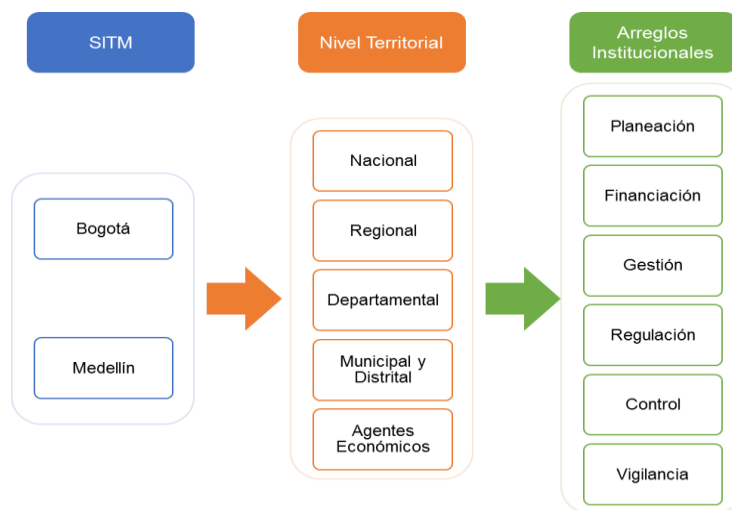 SITM
Bogotá
Medellín
Nivel Territorial
Nacional
Regional
Departamental
Municipal y
Distrital
Agentes
Económicos
Arreglos
Institucionales
Planeación
Financiación
Gestión
Regulación
Control
Vigilancia